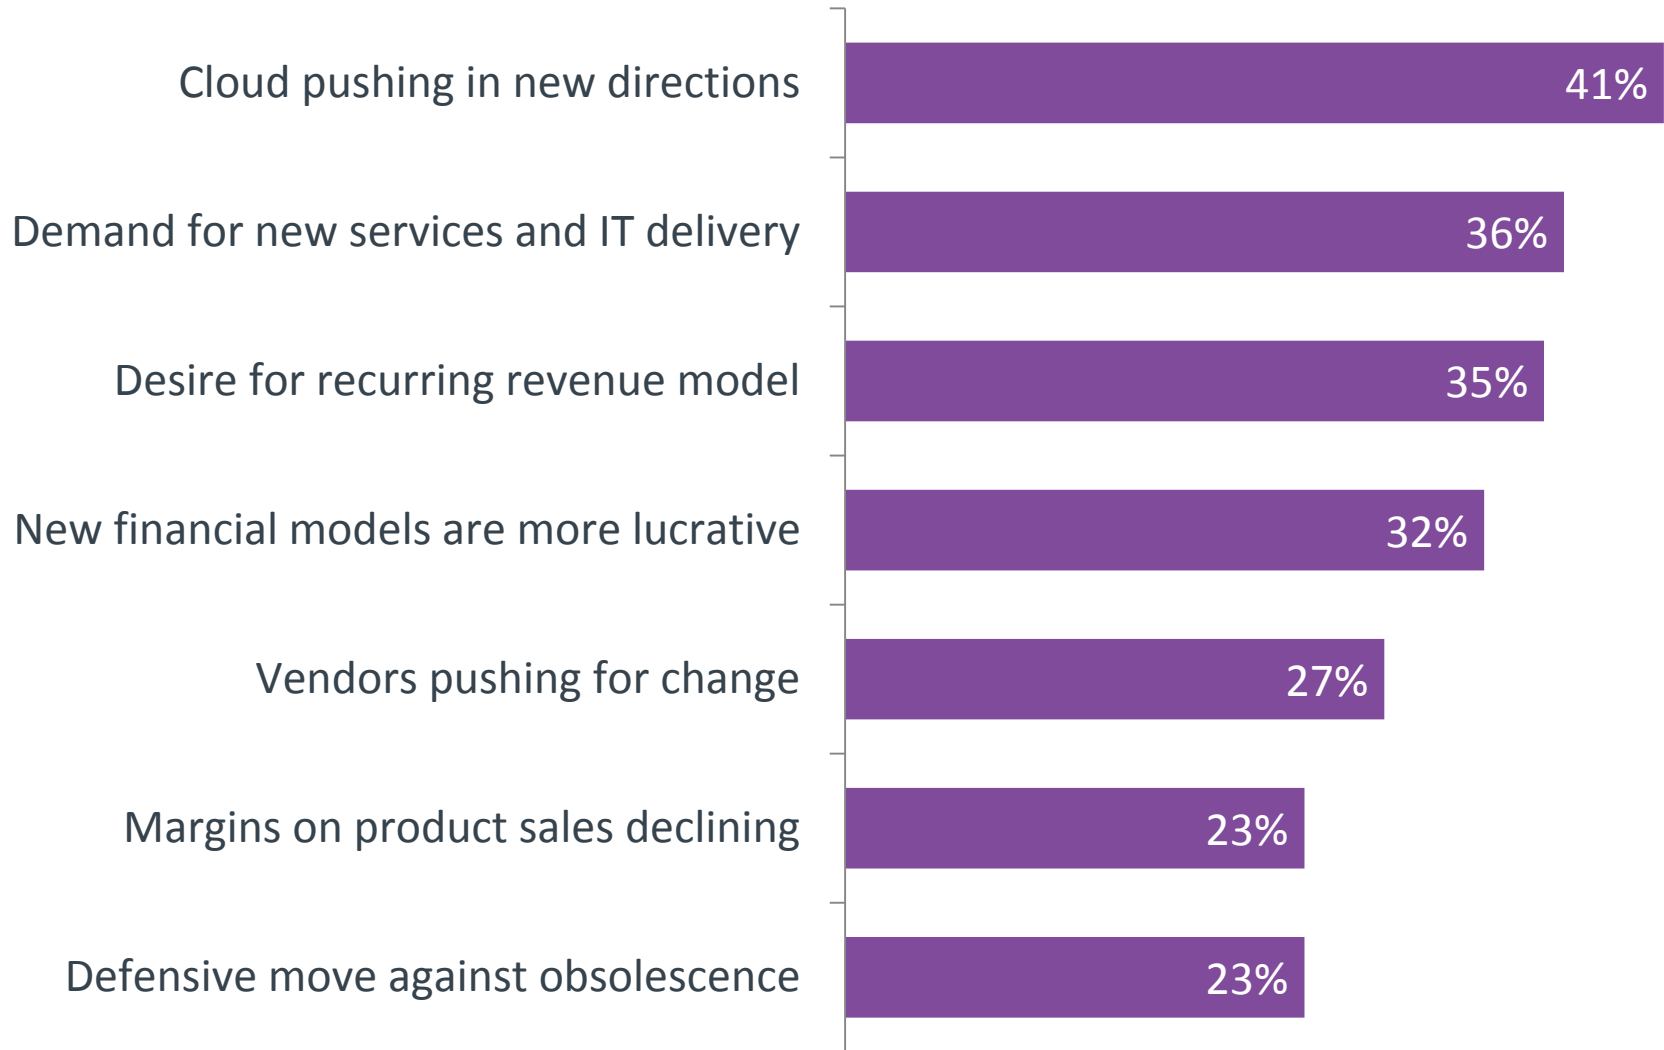 Cloud pushing in new directions
41%
Demand for new services and IT delivery
36%
Desire for recurring revenue model
35%
New financial models are more lucrative
32%
Vendors pushing for change
27%
Margins on product sales declining
23%
Defensive move against obsolescence
23%